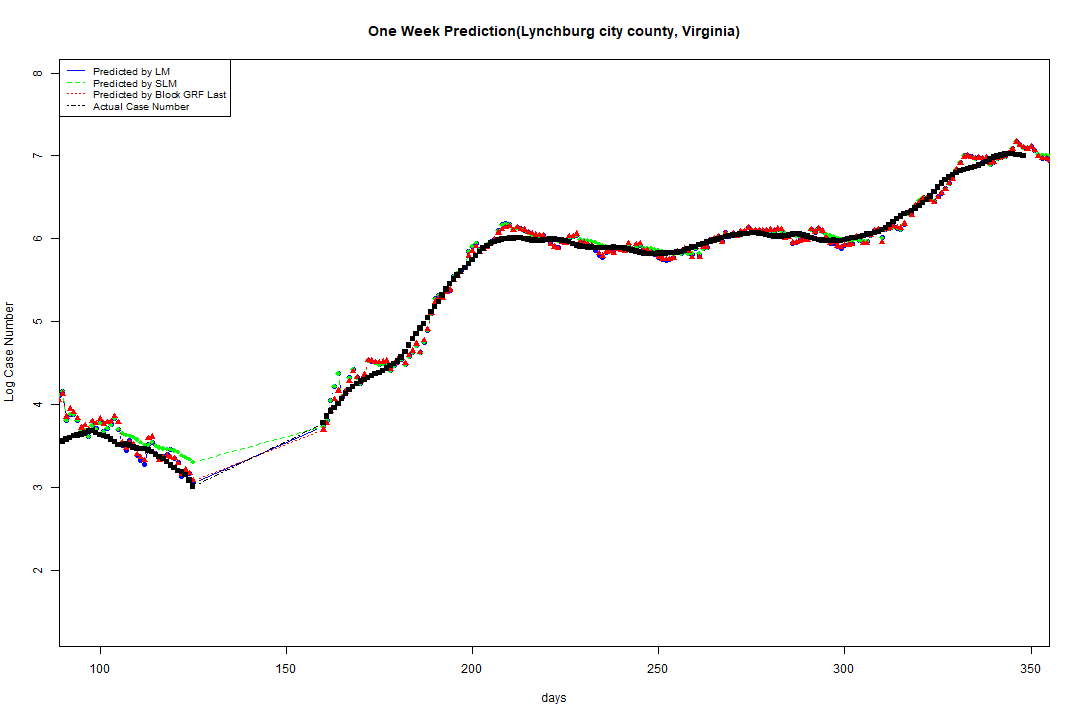 One Week Prediction(Lynchburg city county, Virginia)
Predicted by LM
Predicted by SLM
Predicted by Block GRF Last
Actual Case Number
8
7
6
5
4
3
2
Log Case Number
100 150 200 250 300 350
days